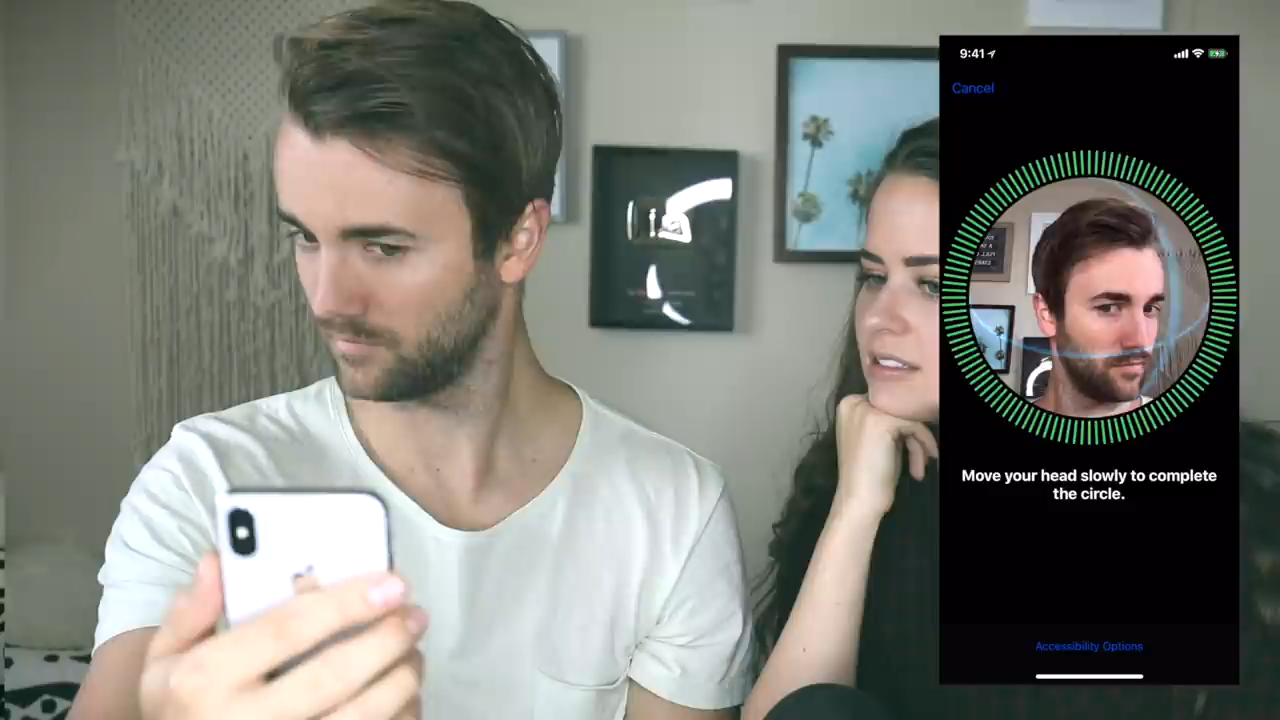 9:41
Cancel
Move your head slowly to complete
the circle.
Accessibility Options